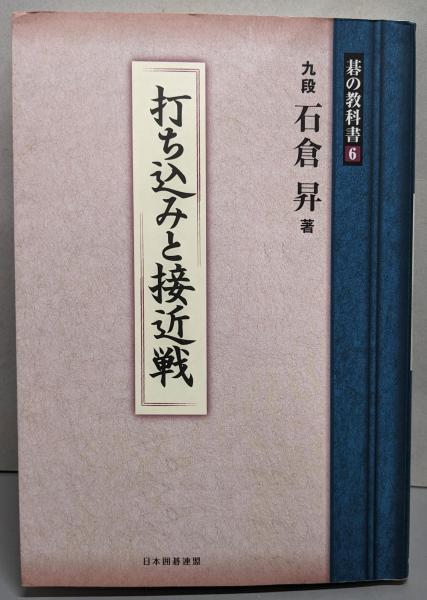 碁の教科書6
九段 石倉 昇 著
打ち込みと接近戦
日本囲碁連盟